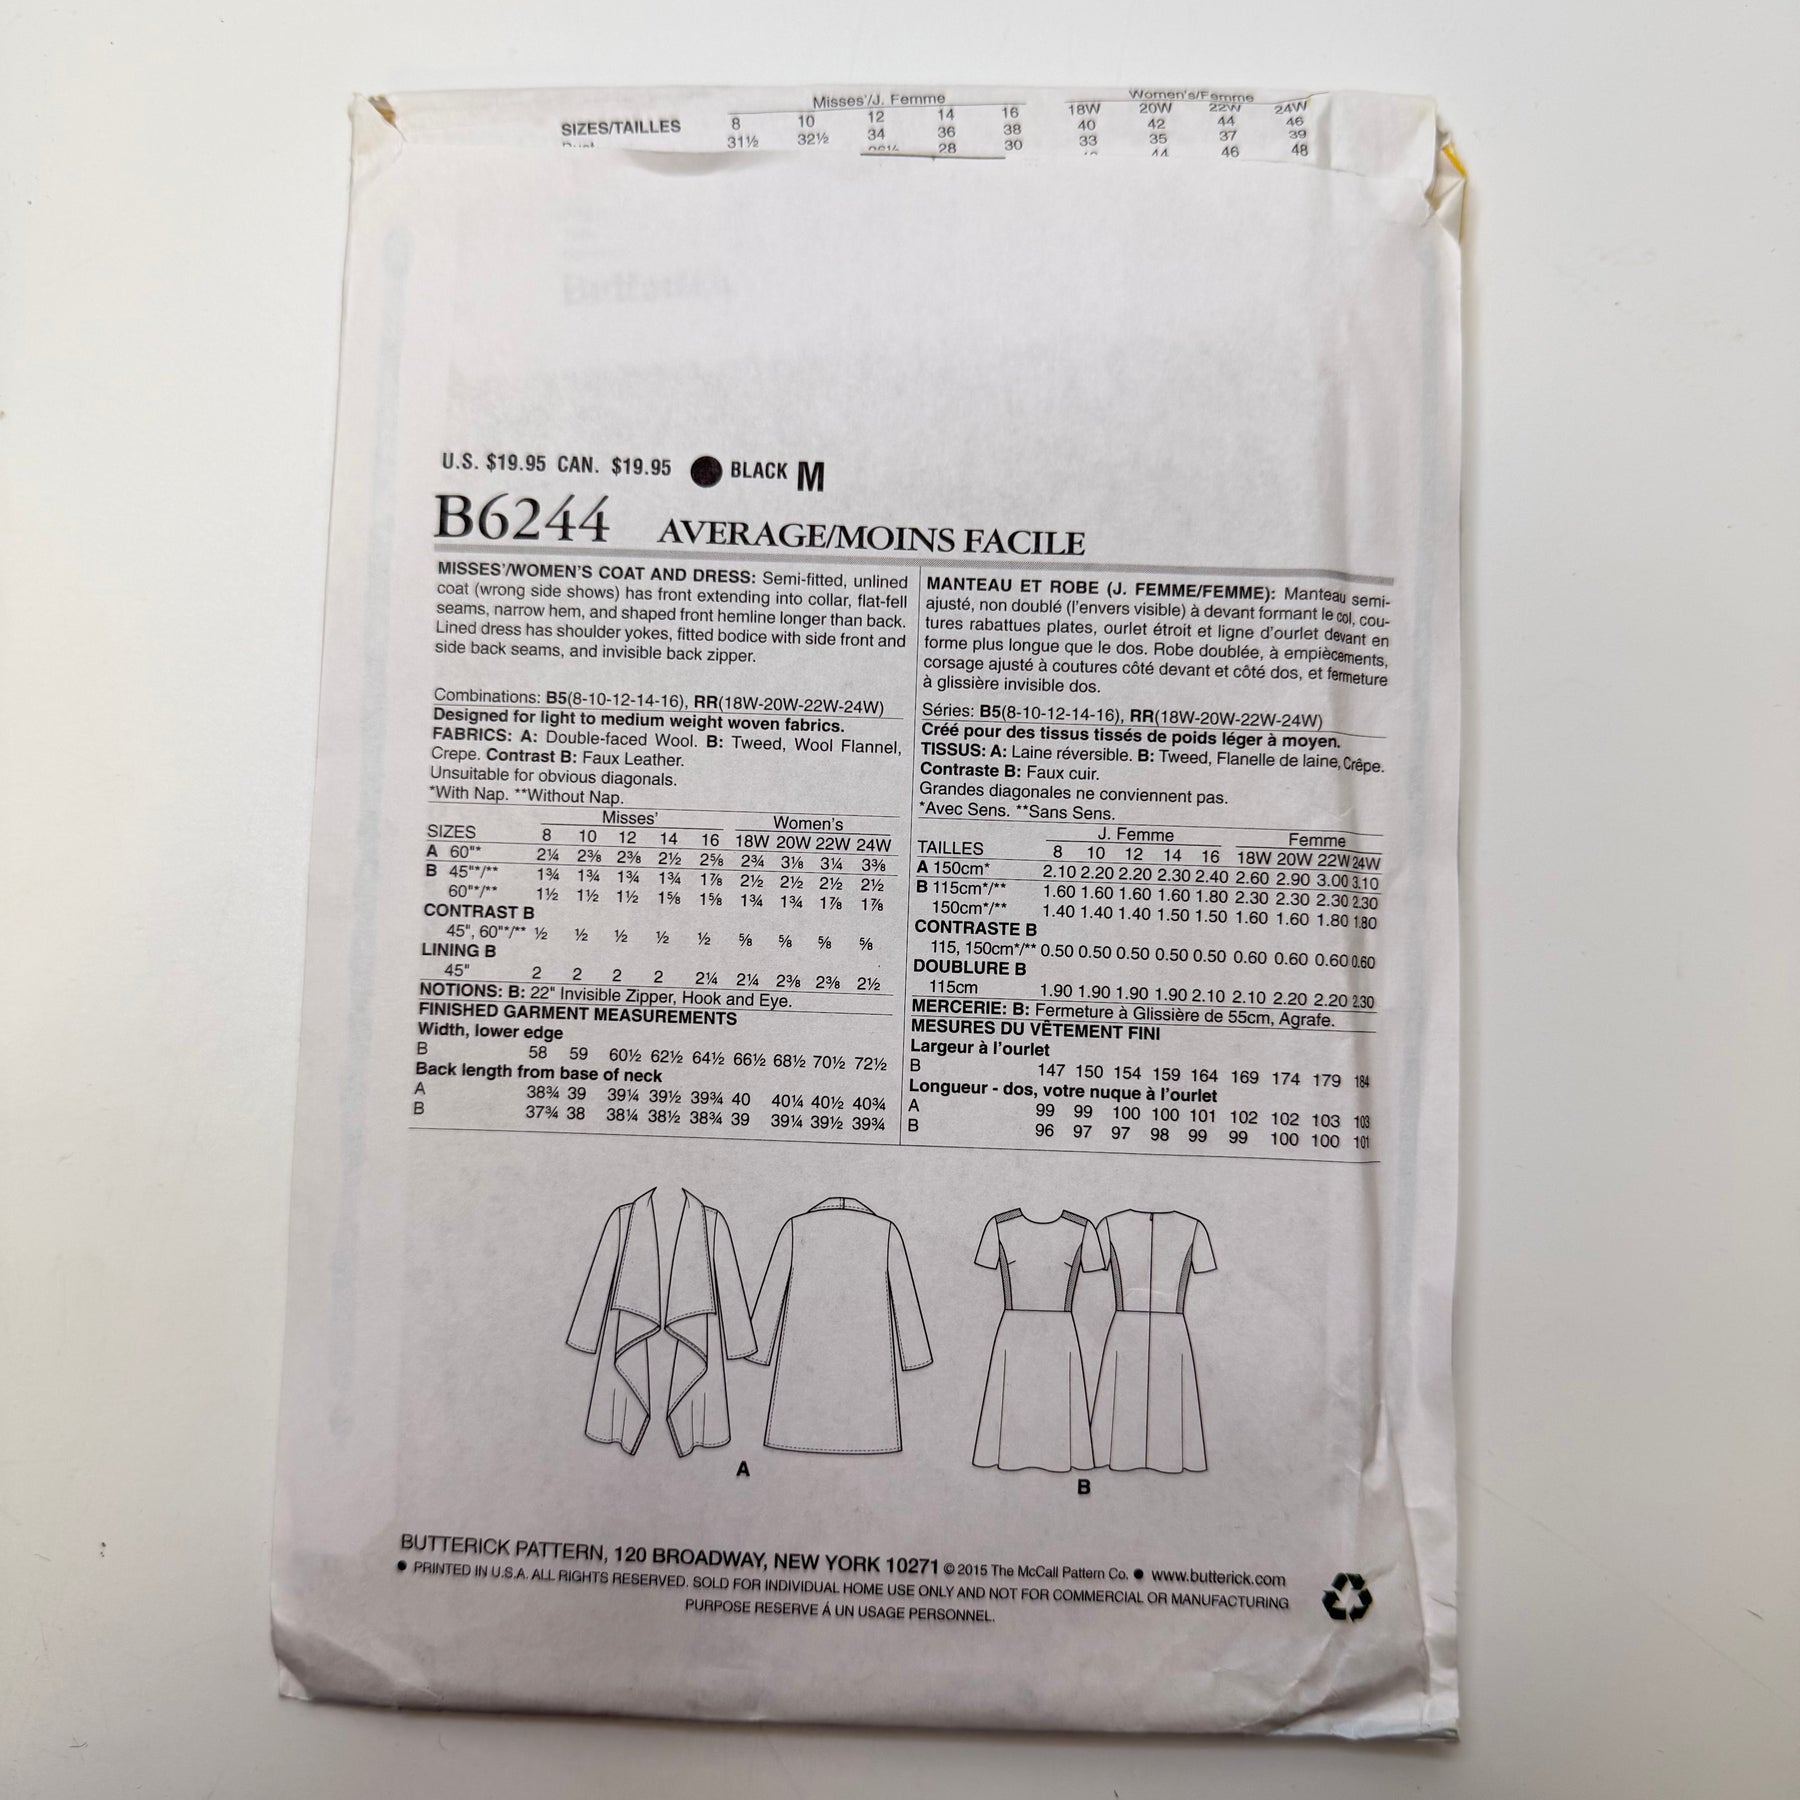 Misses'/J. Femme Women's/Femme
SIZES/TAILLES 8 10 12 14 16 18W 20W 22W 24W
31½ 32½ 34 36 38 40 42 44 46
28 30 33 35 37 39
44 46 48
U.S. $19.95 CAN. $19.95 BLACK M
B6244 AVERAGE/MOINS FACILE
MISSES'/WOMEN'S COAT AND DRESS: Semi-fitted, unlined
coat (wrong side shows) has front extending into collar, flat-fell
seams, narrow hem, and shaped front hemline longer than back.
Lined dress has shoulder yokes, fitted bodice with side front and
side back seams, and invisible back zipper.
Combinations: B5(8-10-12-14-16), RR(18W-20W-22W-24W)
Designed for light to medium weight woven fabrics.
FABRICS: A: Double-faced Wool. B: Tweed, Wool Flannel,
Crepe. Contrast B: Faux Leather.
Unsuitable for obvious diagonals.
*With Nap. **Without Nap.
Misses' Women's
SIZES 8 10 12 14 16 18W 20W 22W 24W
A 60"* 2¼ 2⅜ 2⅜ 2½ 2⅝ 2¾ 3⅛ 3¼ 3⅜
B 45"*/** 1¾ 1¾ 1¾ 1¾ 1⅞ 2½ 2½ 2½ 2½
60"*/** 1½ 1½ 1½ 1⅝ 1⅝ 1¾ 1¾ 1⅞ 1⅞
CONTRAST B
45", 60"*/** ½ ½ ½ ½ ½ ⅝ ⅝ ⅝ ⅝
LINING B
45" 2 2 2 2 2¼ 2¼ 2⅜ 2⅜ 2½
NOTIONS: B: 22" Invisible Zipper, Hook and Eye.
FINISHED GARMENT MEASUREMENTS
Width, lower edge
B 58 59 60½ 62½ 64½ 66½ 68½ 70½ 72½
Back length from base of neck
A 38¾ 39 39¼ 39½ 39¾ 40 40¼ 40½ 40¾
B 37¾ 38 38¼ 38½ 38¾ 39 39¼ 39½ 39¾
MANTEAU ET ROBE (J. FEMME/FEMME): Manteau semi-
ajusté, non doublé (l'envers visible) à devant formant le col, cou-
tures rabattues plates, ourlet étroit et ligne d'ourlet devant en
forme plus longue que le dos. Robe doublée, à empiècements,
corsage ajusté à coutures côté devant et côté dos, et fermeture
à glissière invisible dos.
Séries: B5(8-10-12-14-16), RR(18W-20W-22W-24W)
Créé pour des tissus tissés de poids léger à moyen.
TISSUS: A: Laine réversible. B: Tweed, Flanelle de laine, Crêpe.
Contraste B: Faux cuir.
Grandes diagonales ne conviennent pas.
*Avec Sens. **Sans Sens.
J. Femme Femme
TAILLES 8 10 12 14 16 18W 20W 22W 24W
A 150cm* 2.10 2.20 2.20 2.30 2.40 2.60 2.90 3.00 3.10
B 115cm*/** 1.60 1.60 1.60 1.60 1.80 2.30 2.30 2.30 2.30
150cm*/** 1.40 1.40 1.40 1.50 1.50 1.60 1.60 1.80 1.80
CONTRASTE B
115, 150cm*/** 0.50 0.50 0.50 0.50 0.50 0.60 0.60 0.60 0.60
DOUBLURE B
115cm 1.90 1.90 1.90 1.90 2.10 2.10 2.20 2.20 2.30
MERCERIE: B: Fermeture à Glissière de 55cm, Agrafe.
MESURES DU VÊTEMENT FINI
Largeur à l'ourlet
B 147 150 154 159 164 169 174 179 184
Longueur - dos, votre nuque à l'ourlet
A 99 99 100 100 101 102 102 103 103
B 96 97 97 98 99 99 100 100 101
A
B
BUTTERICK PATTERN, 120 BROADWAY, NEW YORK 10271 © 2015 The McCall Pattern Co. ● www.butterick.com
● PRINTED IN U.S.A. ALL RIGHTS RESERVED. SOLD FOR INDIVIDUAL HOME USE ONLY AND NOT FOR COMMERCIAL OR MANUFACTURING
PURPOSE RESERVE Á UN USAGE PERSONNEL.